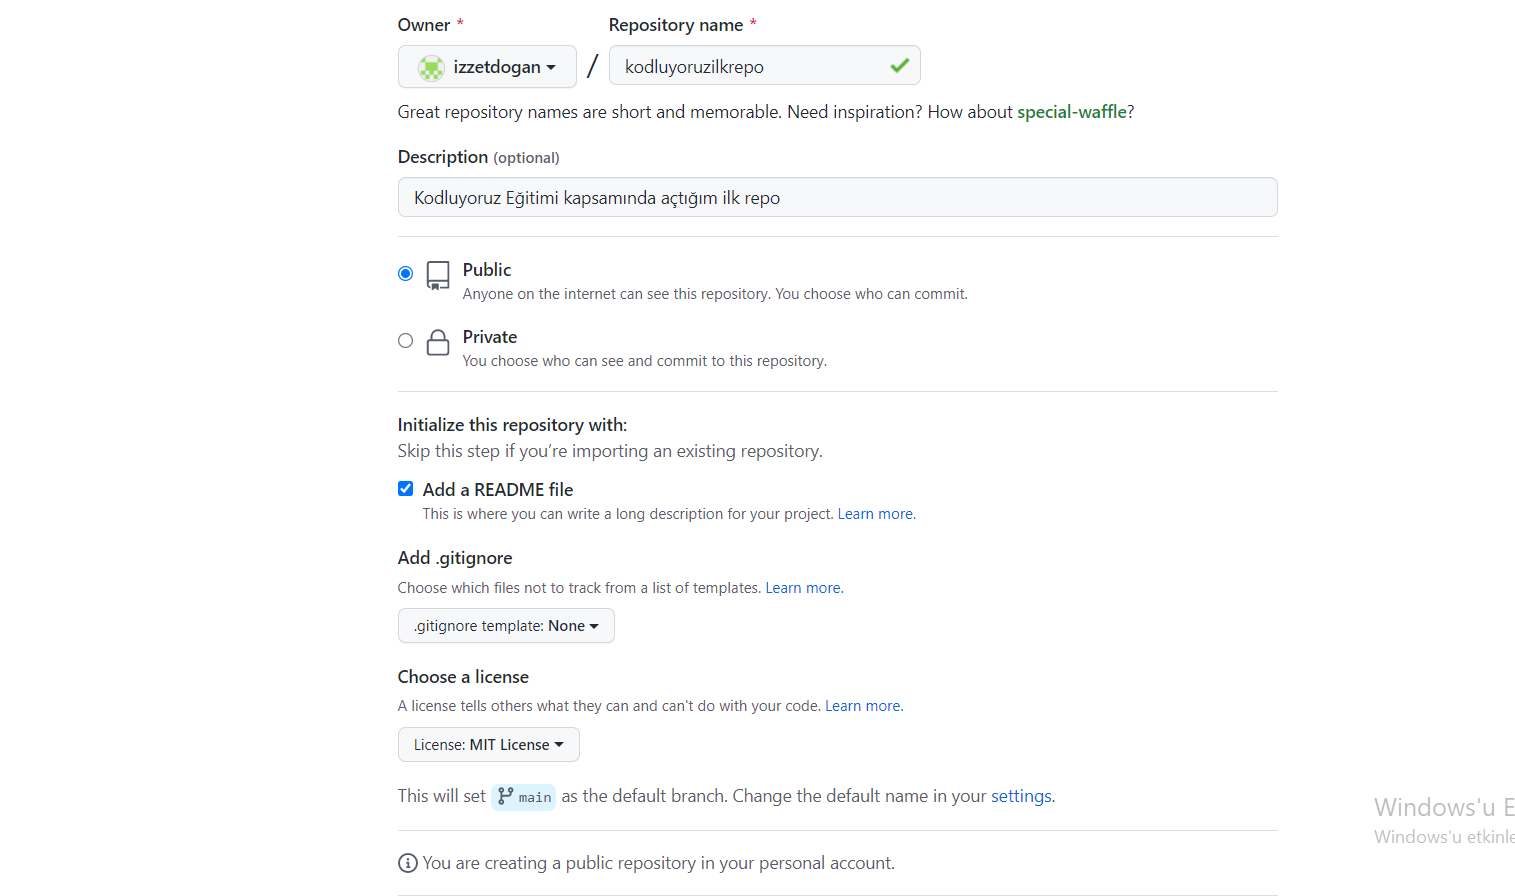 Owner * Repository name *
izzetdogan / kodluyoruzilkrepo
Great repository names are short and memorable. Need inspiration? How about special-waffle?
Description (optional)
Kodluyoruz Eğitimi kapsamında açtığım ilk repo
Public
Anyone on the internet can see this repository. You choose who can commit.
Private
You choose who can see and commit to this repository.
Initialize this repository with:
Skip this step if you’re importing an existing repository.
Add a README file
This is where you can write a long description for your project. Learn more.
Add .gitignore
Choose which files not to track from a list of templates. Learn more.
.gitignore template: None
Choose a license
A license tells others what they can and can't do with your code. Learn more.
License: MIT License
This will set main as the default branch. Change the default name in your settings.
Windows'u E
Windows'u etkinle
You are creating a public repository in your personal account.